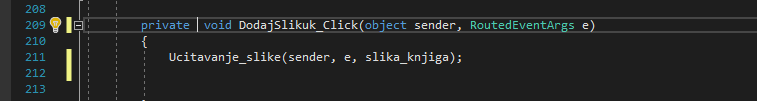 208
209 private void DodajSlikuk_Click(object sender, RoutedEventArgs e)
210 {
211 Ucitavanje_slike(sender, e, slika_knjiga);
212
213